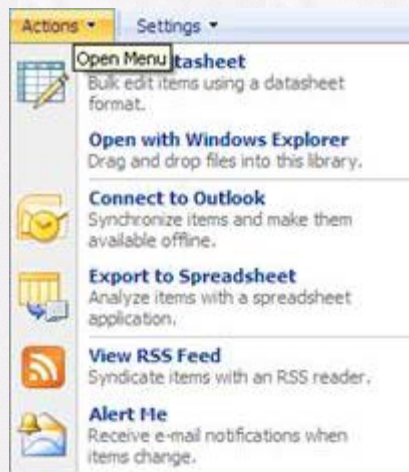 Actions Settings
Open Menu tasheet
Bulk edit items using a datasheet
format.
Open with Windows Explorer
Drag and drop files into this library.
Connect to Outlook
Synchronize items and make them
available offline.
Export to Spreadsheet
Analyze items with a spreadsheet
application.
View RSS Feed
Syndicate items with an RSS reader.
Alert Me
Receive e-mail notifications when
items change.